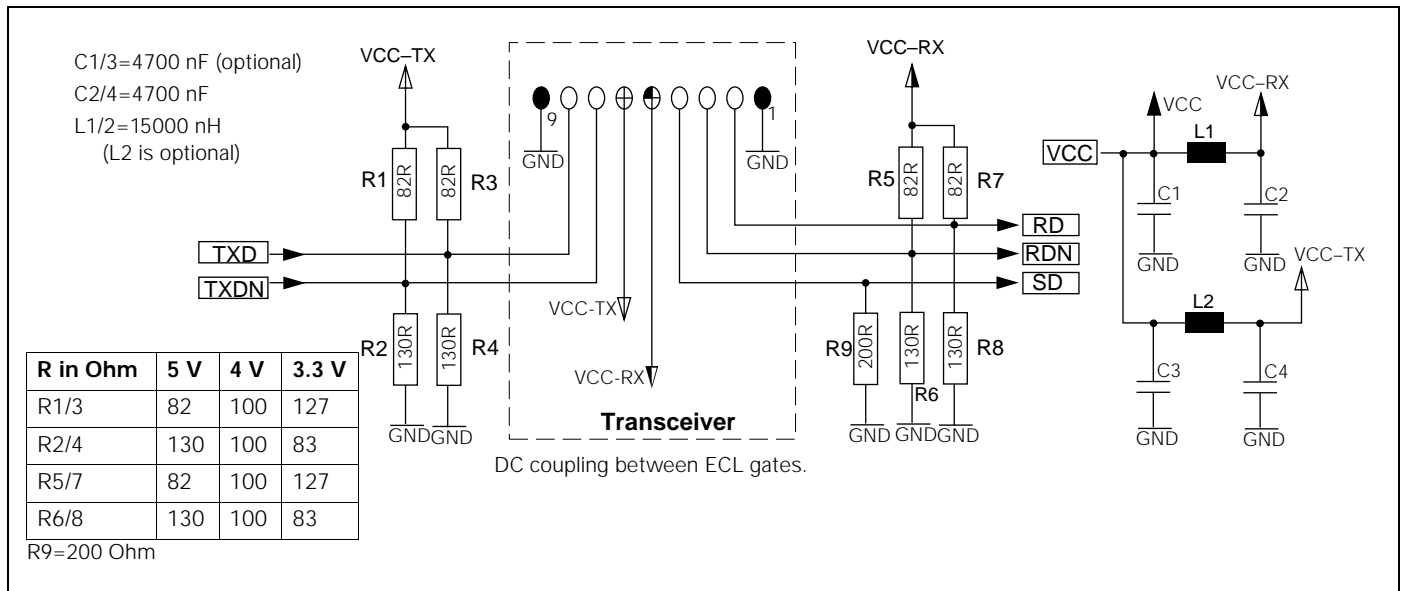 C1/3=4700 nF (optional)
C2/4=4700 nF
L1/2=15000 nH
(L2 is optional)
VCC–TX
R1
82R
82R
R3
TXD
TXDN
R2
130R
130R
R4
GND
GND
9
1
GND
GND
VCC-TX
VCC-RX
Transceiver
DC coupling between ECL gates.
VCC–RX
R5
82R
82R
R7
RD
RDN
SD
R9
200R
130R
130R
R8
R6
GND
GND
GND
VCC
VCC
L1
VCC–RX
C1
C2
GND
GND
VCC–TX
L2
C3
C4
GND
GND
R in Ohm 5 V 4 V 3.3 V
R1/3 82 100 127
R2/4 130 100 83
R5/7 82 100 127
R6/8 130 100 83
R9=200 Ohm